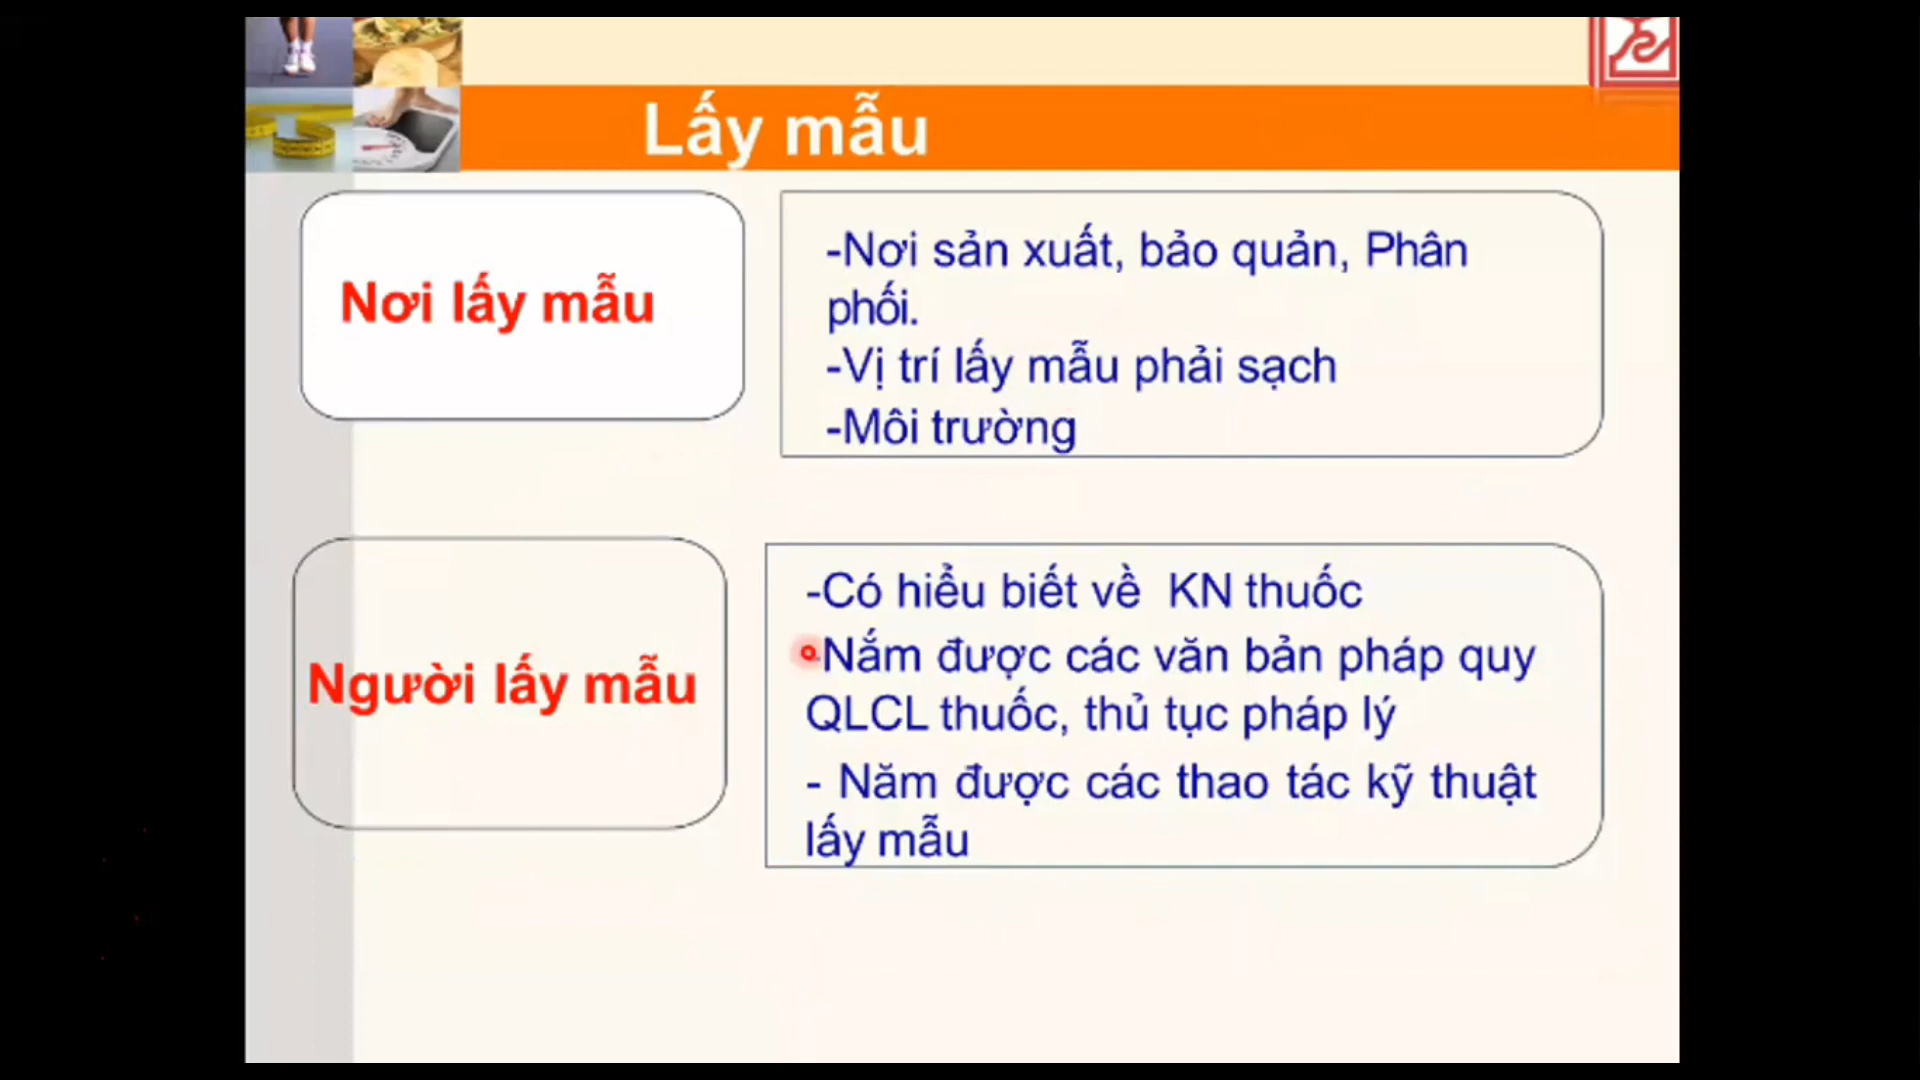 Lấy mẫu
Nơi lấy mẫu
-Nơi sản xuất, bảo quản, Phân
phối.
-Vị trí lấy mẫu phải sạch
-Môi trường
Người lấy mẫu
-Có hiểu biết về KN thuốc
-Nắm được các văn bản pháp quy
QLCL thuốc, thủ tục pháp lý
- Năm được các thao tác kỹ thuật
lấy mẫu